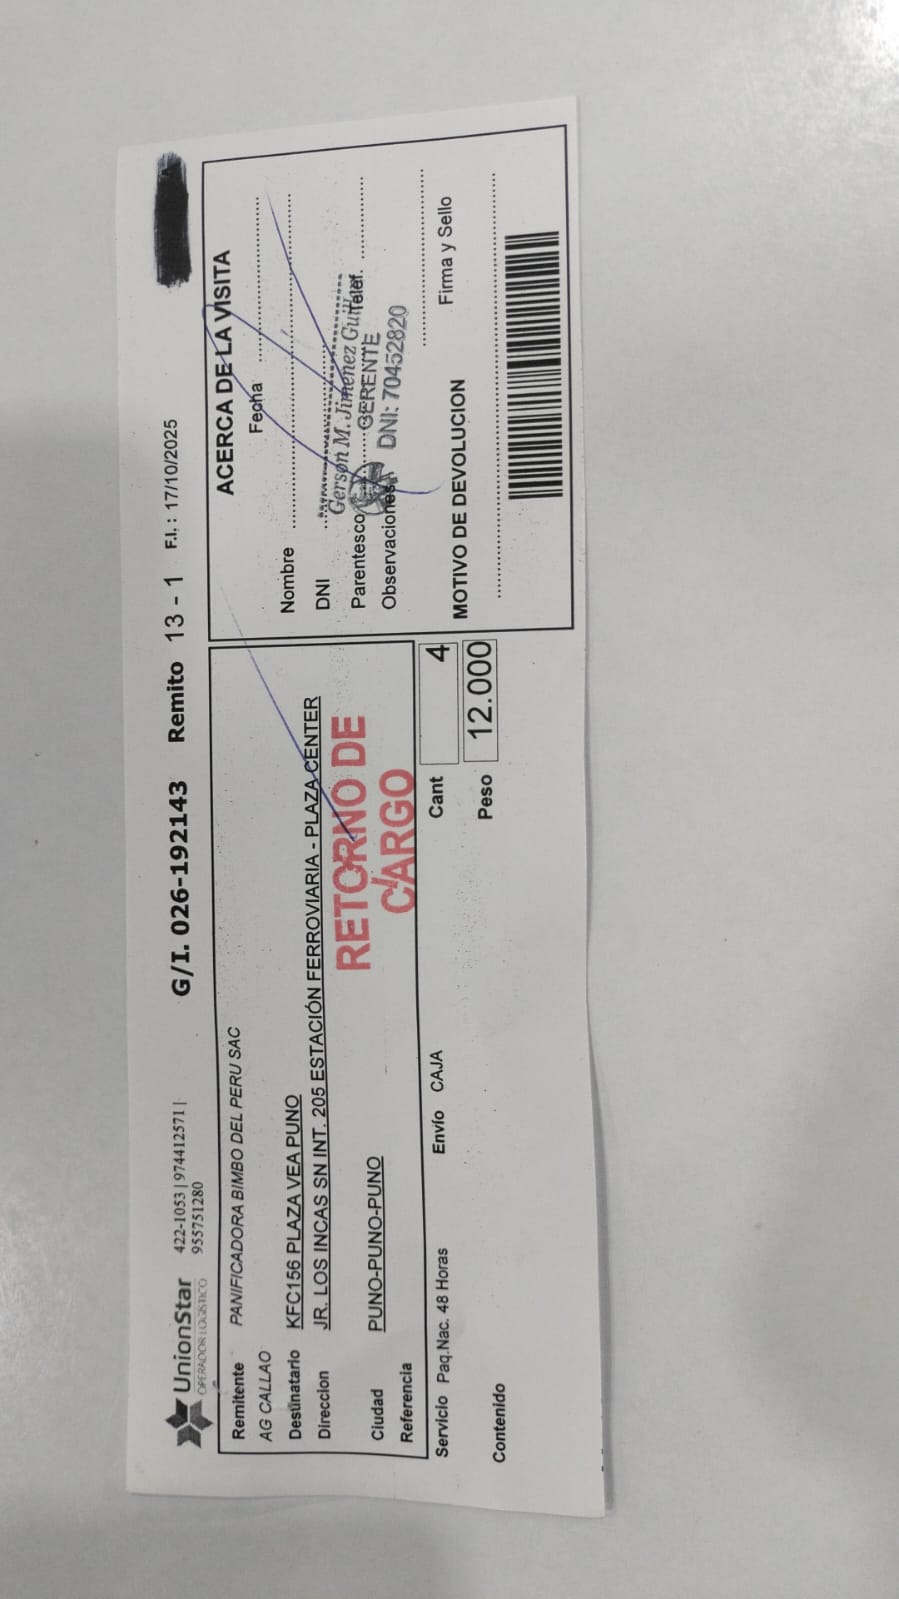 UnionStar
OPERADOR LOGISTICO
422-1053 | 974412571 |
955751280
G/I. 026-192143 Remito 13 - 1 F.I. : 17/10/2025
Remitente PANIFICADORA BIMBO DEL PERU SAC
AG CALLAO
Destinatario KFC156 PLAZA VEA PUNO
Direccion JR. LOS INCAS SN INT. 205 ESTACIÓN FERROVIARIA - PLAZA CENTER
Ciudad PUNO-PUNO-PUNO
Referencia
RETORNO DE
CARGO
Servicio Paq.Nac. 48 Horas Envío CAJA Cant 4
Peso 12.000
Contenido
ACERCA DE LA VISITA
Fecha
Nombre
DNI
Gerson M. Jimenez
Parentesco GERENTE Telef.
DNI: 70452820
Observaciones
Firma y Sello
MOTIVO DE DEVOLUCION